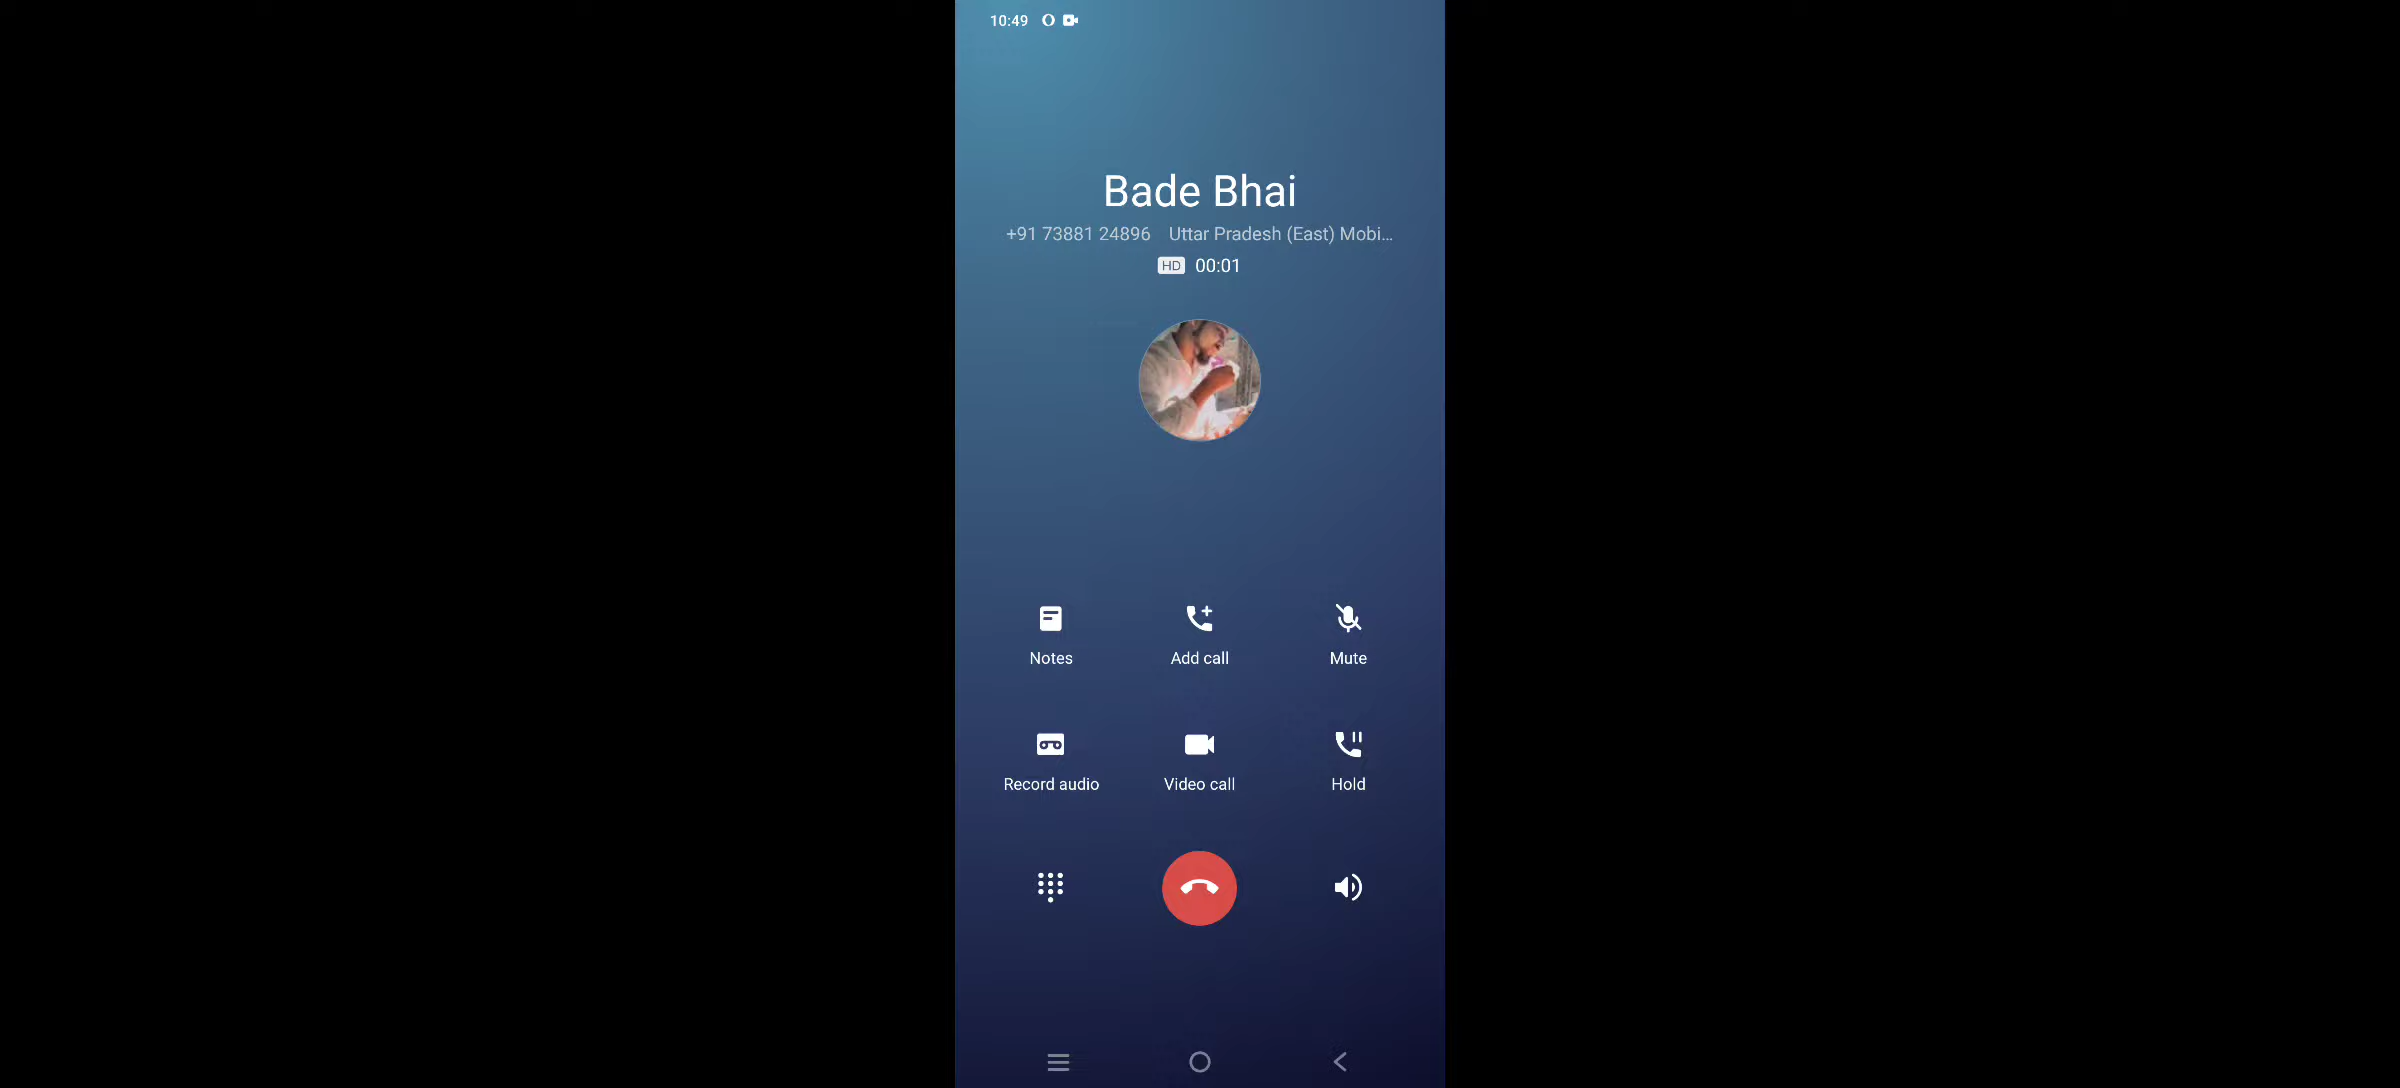 10:49
Bade Bhai
+91 73881 24896 Uttar Pradesh (East) Mobi...
HD 00:01
Notes Add call Mute
Record audio Video call Hold